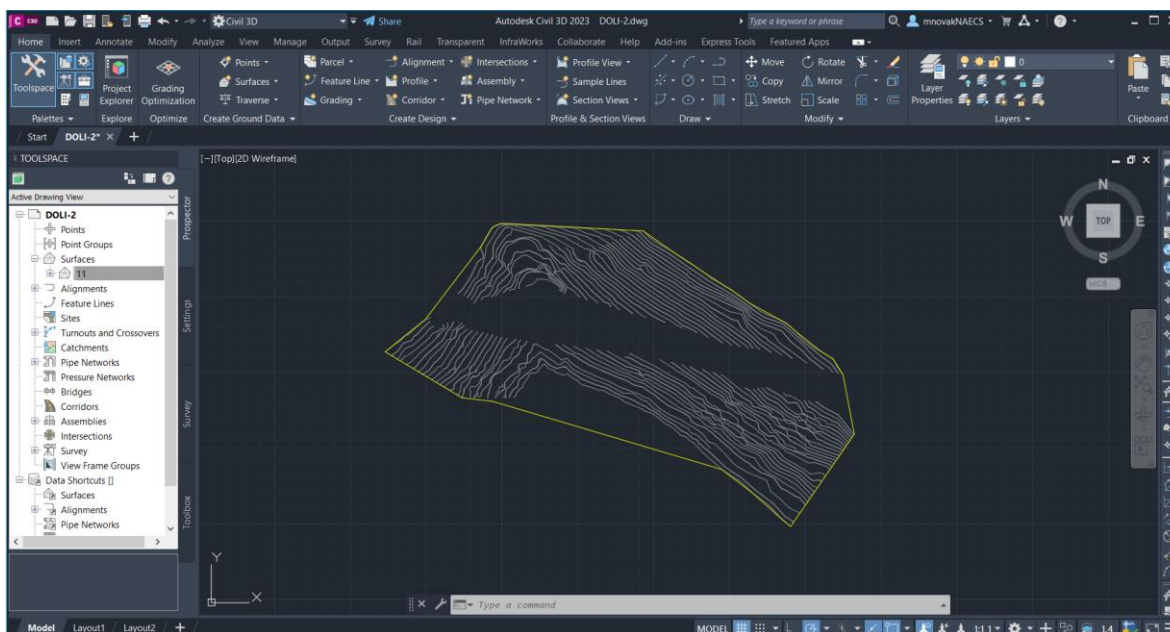 C C3D Civil 3D Share Autodesk Civil 3D 2023 DOLI-2.dwg Type a keyword or phrase mnovakNAECS
Home Insert Annotate Modify Analyze View Manage Output Survey Rail Transparent InfraWorks Collaborate Help Add-ins Express Tools Featured Apps
Points Parcel Alignment Intersections Profile View Move Rotate 0
Surfaces Feature Line Profile Assembly Sample Lines Copy Mirror
Toolspace Project Explorer Grading Optimization Traverse Grading Corridor Pipe Network Section Views Stretch Scale Layer Properties Paste
Palettes Explore Optimize Create Ground Data Create Design Profile & Section Views Draw Modify Layers Clipboard
Start DOLI-2* +
TOOLSPACE
[−][Top][2D Wireframe]
Active Drawing View
DOLI-2
Points
Point Groups
Surfaces
11
Alignments
Feature Lines
Sites
Turnouts and Crossovers
Catchments
Pipe Networks
Pressure Networks
Bridges
Corridors
Assemblies
Intersections
Survey
View Frame Groups
Data Shortcuts []
Surfaces
Alignments
Pipe Networks
Prospector
Settings
Survey
Toolbox
N
W TOP E
S
WCS
Y
X
Type a command
Model Layout1 Layout2 + MODEL 1:1.1 1.4